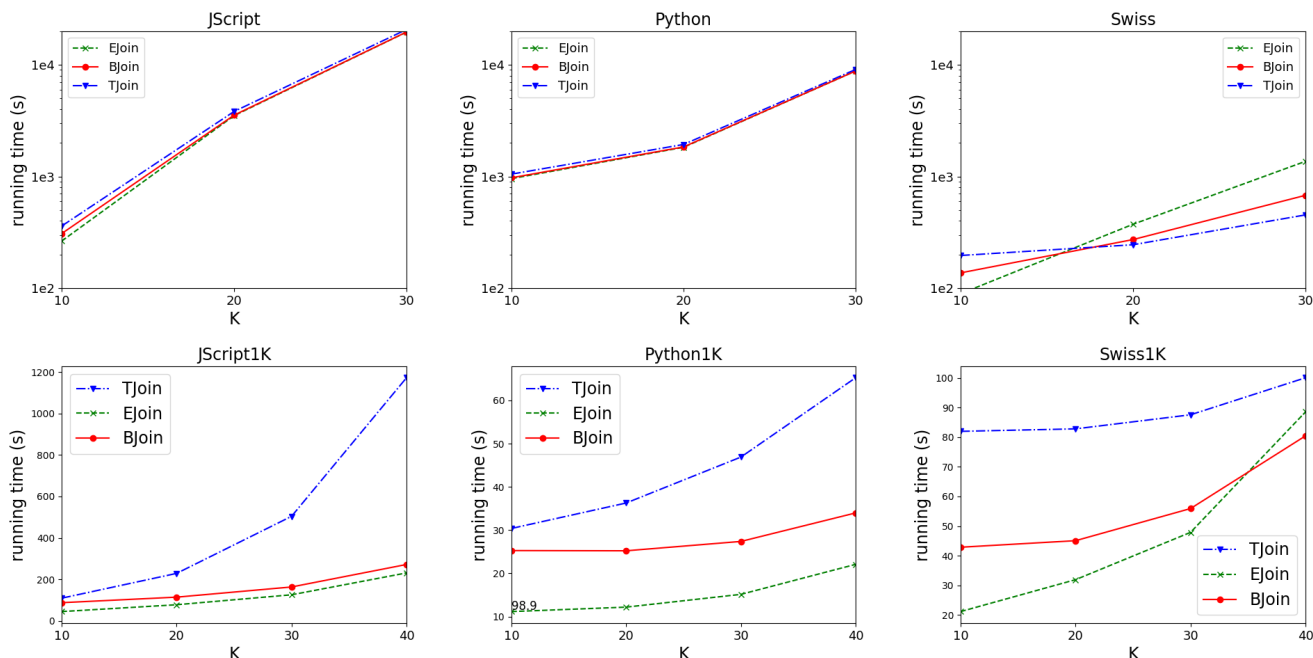 JScript
running time (s)
1e4
1e3
1e2
EJoin
BJoin
TJoin
10 20 30
K
Python
running time (s)
1e4
1e3
1e2
EJoin
BJoin
TJoin
10 20 30
K
Swiss
running time (s)
1e4
1e3
1e2
EJoin
BJoin
TJoin
10 20 30
K
JScript1K
running time (s)
1200
1000
800
600
400
200
0
TJoin
EJoin
BJoin
10 20 30 40
K
Python1K
running time (s)
60
50
40
30
20
10
TJoin
EJoin
BJoin
98.9
10 20 30 40
K
Swiss1K
running time (s)
100
90
80
70
60
50
40
30
20
TJoin
EJoin
BJoin
10 20 30 40
K